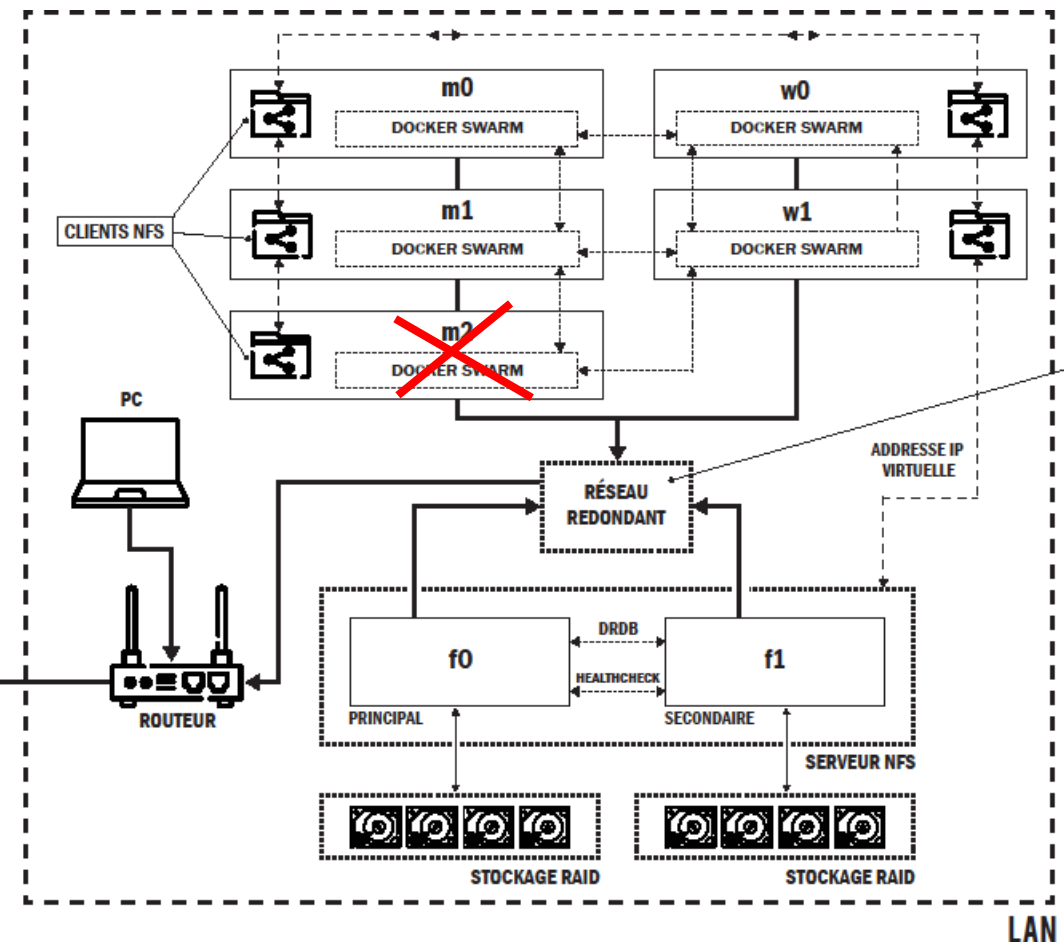 m0
DOCKER SWARM
w0
DOCKER SWARM
m1
DOCKER SWARM
w1
DOCKER SWARM
CLIENTS NFS
m2
DOCKER SWARM
PC
ADDRESSE IP
VIRTUELLE
RÉSEAU
REDONDANT
ROUTEUR
f0
DRDB
HEALTHCHECK
f1
PRINCIPAL
SECONDAIRE
SERVEUR NFS
STOCKAGE RAID
STOCKAGE RAID
LAN